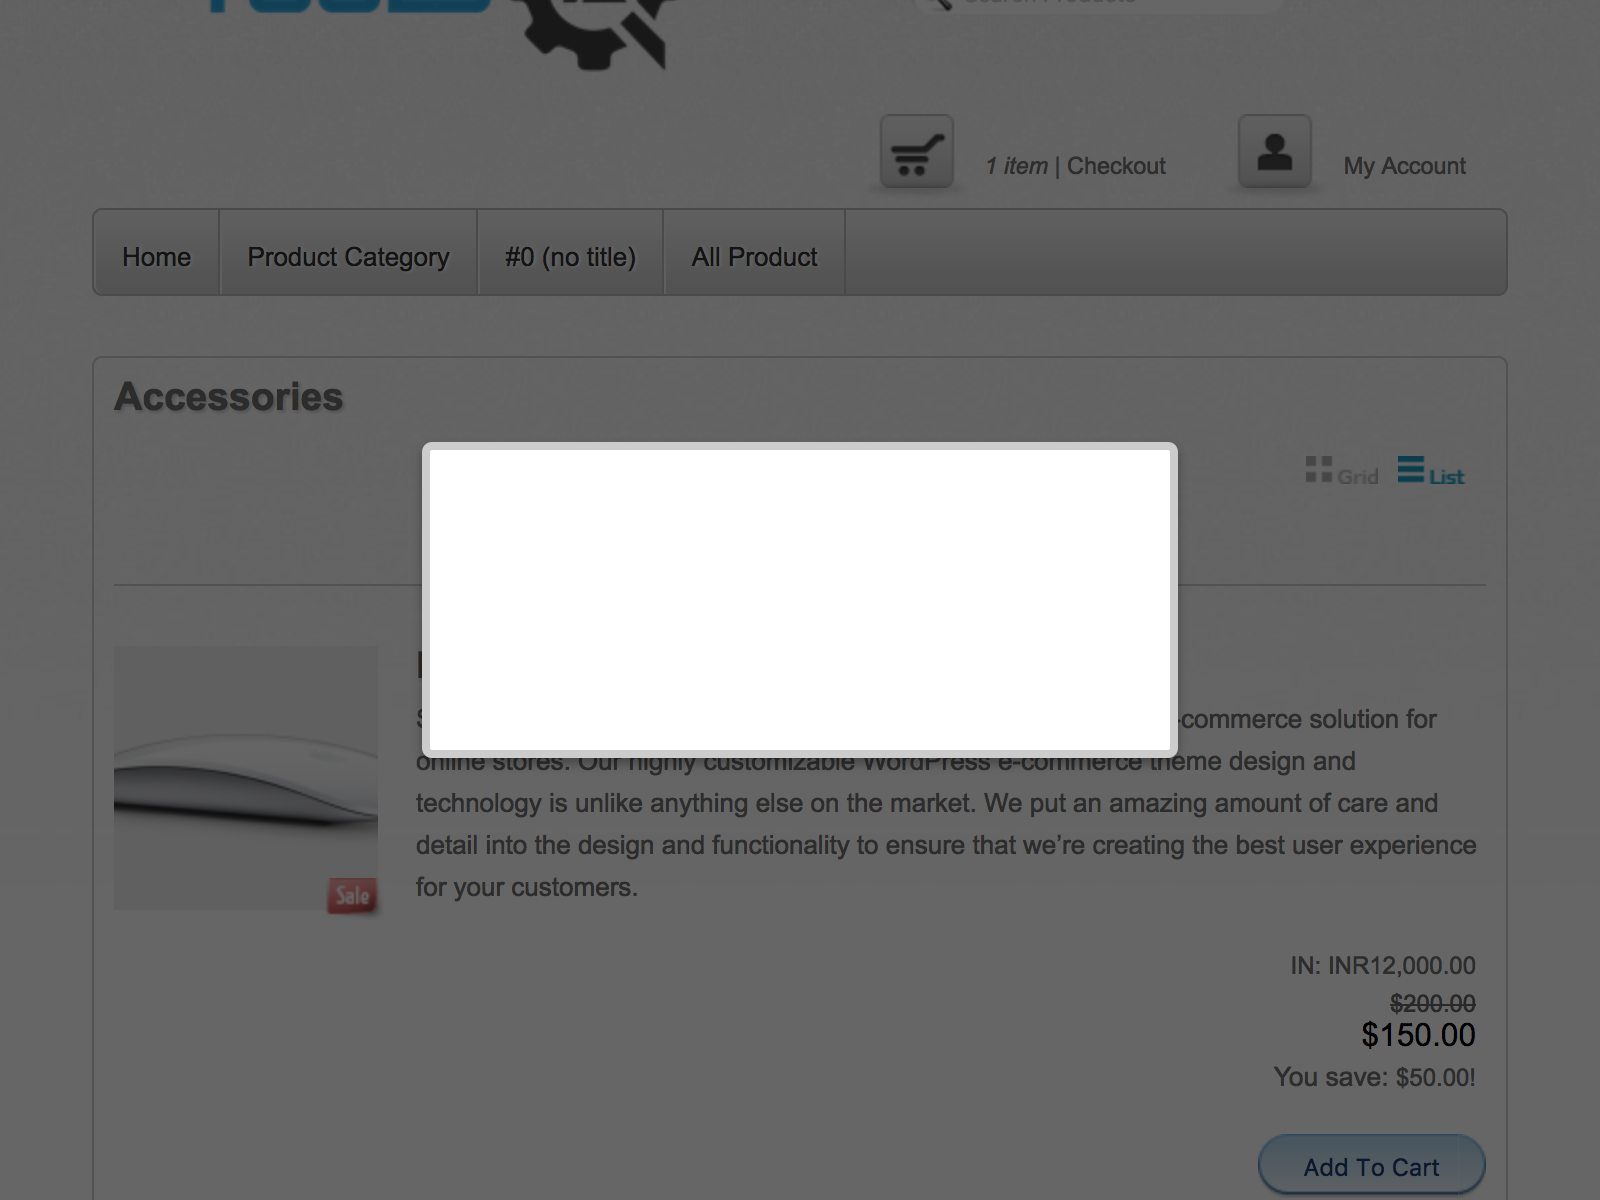 1 item | Checkout
My Account
Home
Product Category
#0 (no title)
All Product
Accessories
Grid
List
-commerce solution for
online stores. Our highly customizable WordPress e-commerce theme design and
technology is unlike anything else on the market. We put an amazing amount of care and
detail into the design and functionality to ensure that we’re creating the best user experience
for your customers.
Sale
IN: INR12,000.00
$200.00
$150.00
You save: $50.00!
Add To Cart